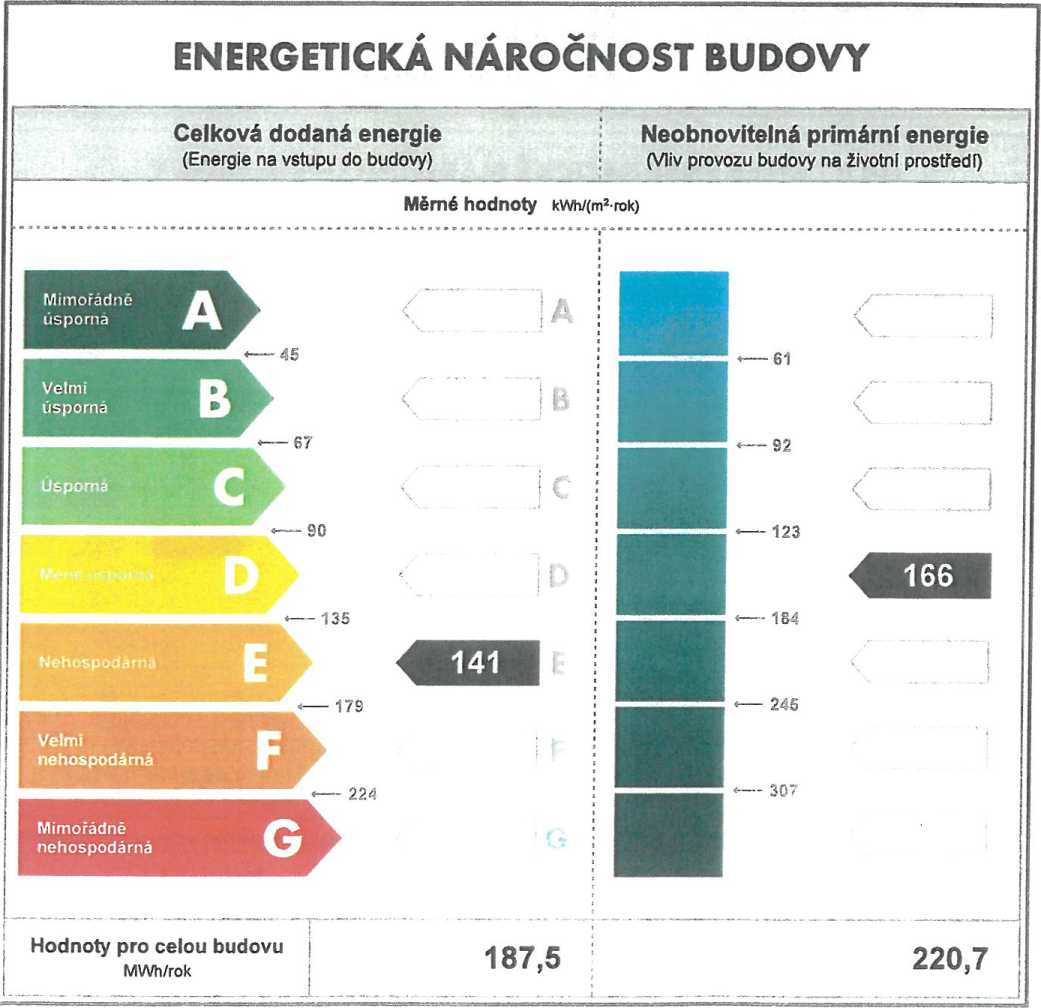 ENERGETICKÁ NÁROČNOST BUDOVY
Celková dodaná energie
(Energie na vstupu do budovy)
Neobnovitelná primární energie
(Vliv provozu budovy na životní prostředí)
Měrné hodnoty kWh/(m²·rok)
Mimořádně
úsporná
A
A
45
61
Velmi
úsporná
B
B
67
92
Úsporná
C
C
90
123
Méně úsporná
D
D
166
135
184
Nehospodárná
E
141
E
179
245
Velmi
nehospodárná
F
F
224
307
Mimořádně
nehospodárná
G
G
Hodnoty pro celou budovu
MWh/rok
187,5
220,7